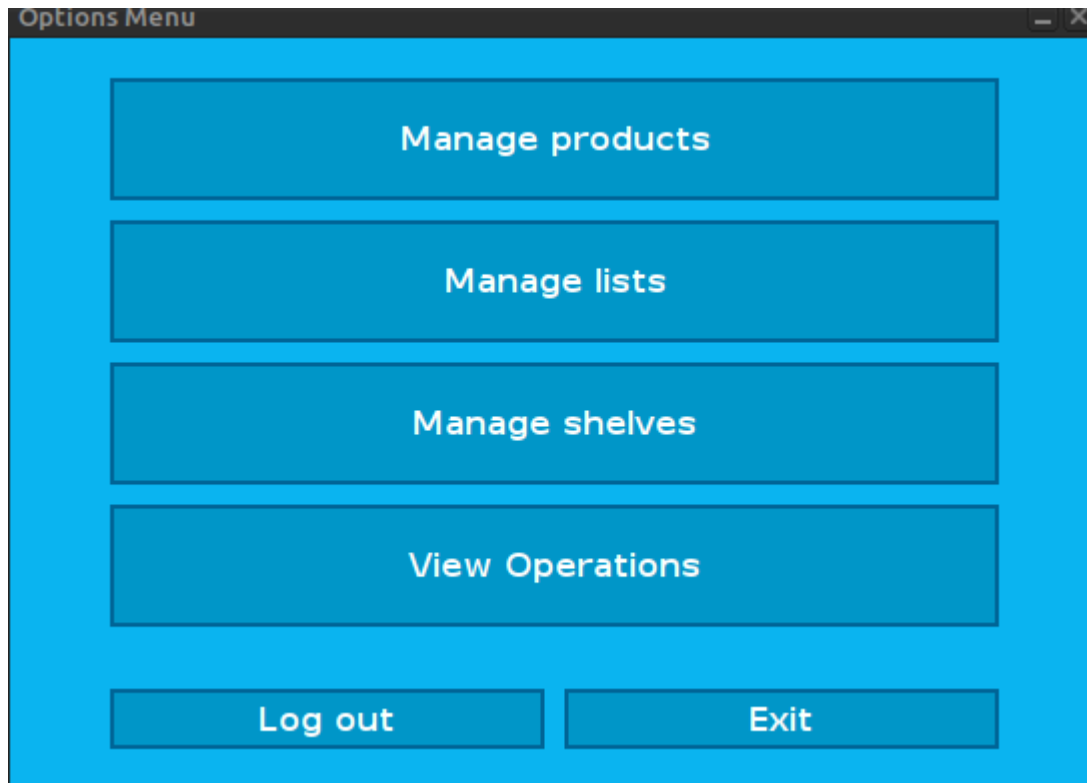 Options Menu
Manage products
Manage lists
Manage shelves
View Operations
Log out
Exit